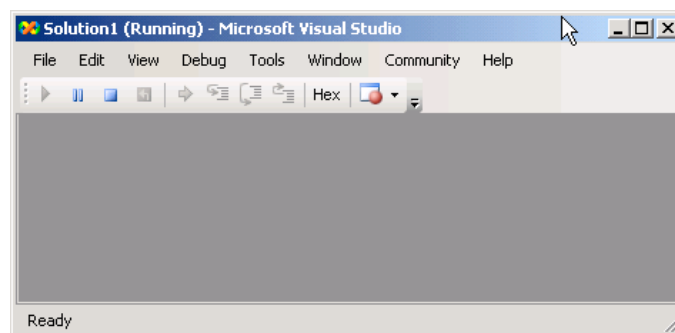 Solution1 (Running) - Microsoft Visual Studio
File Edit View Debug Tools Window Community Help
Hex
Ready